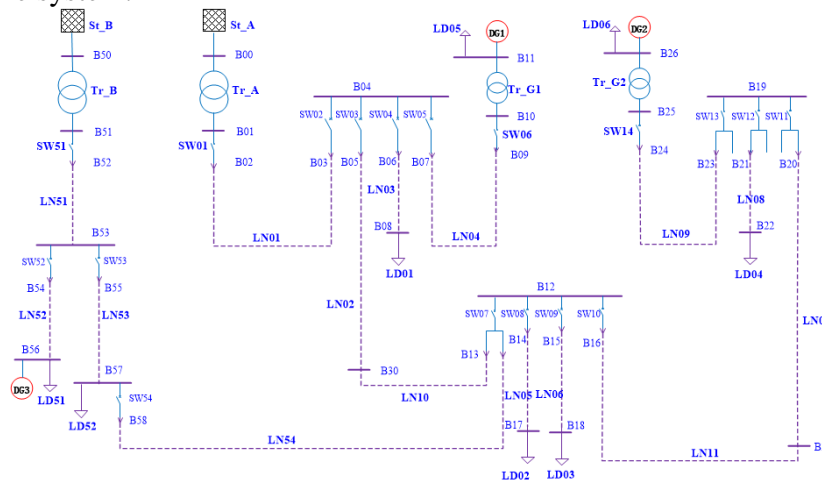 St_B
St_A
LD05
DG1
LD06
DG2
B50
B00
B11
B26
Tr_B
Tr_A
Tr_G1
Tr_G2
B04
B19
B51
B01
B10
B25
SW51
SW01
SW02
SW03
SW04
SW05
SW06
SW14
SW13
SW12
SW11
B52
B02
B03
B05
B06
B07
B09
B24
B23
B21
B20
LN51
LN03
LN08
B53
LN01
B08
LN04
LN09
B22
SW52
SW53
LD01
LD04
B54
B55
B12
LN52
LN53
LN02
SW07
SW08
SW09
SW10
B56
B14
B15
B16
B57
B30
B13
DG3
LD51
SW54
LN10
LN05
LN06
LD52
B58
B17
B18
LN54
LN11
LD02
LD03